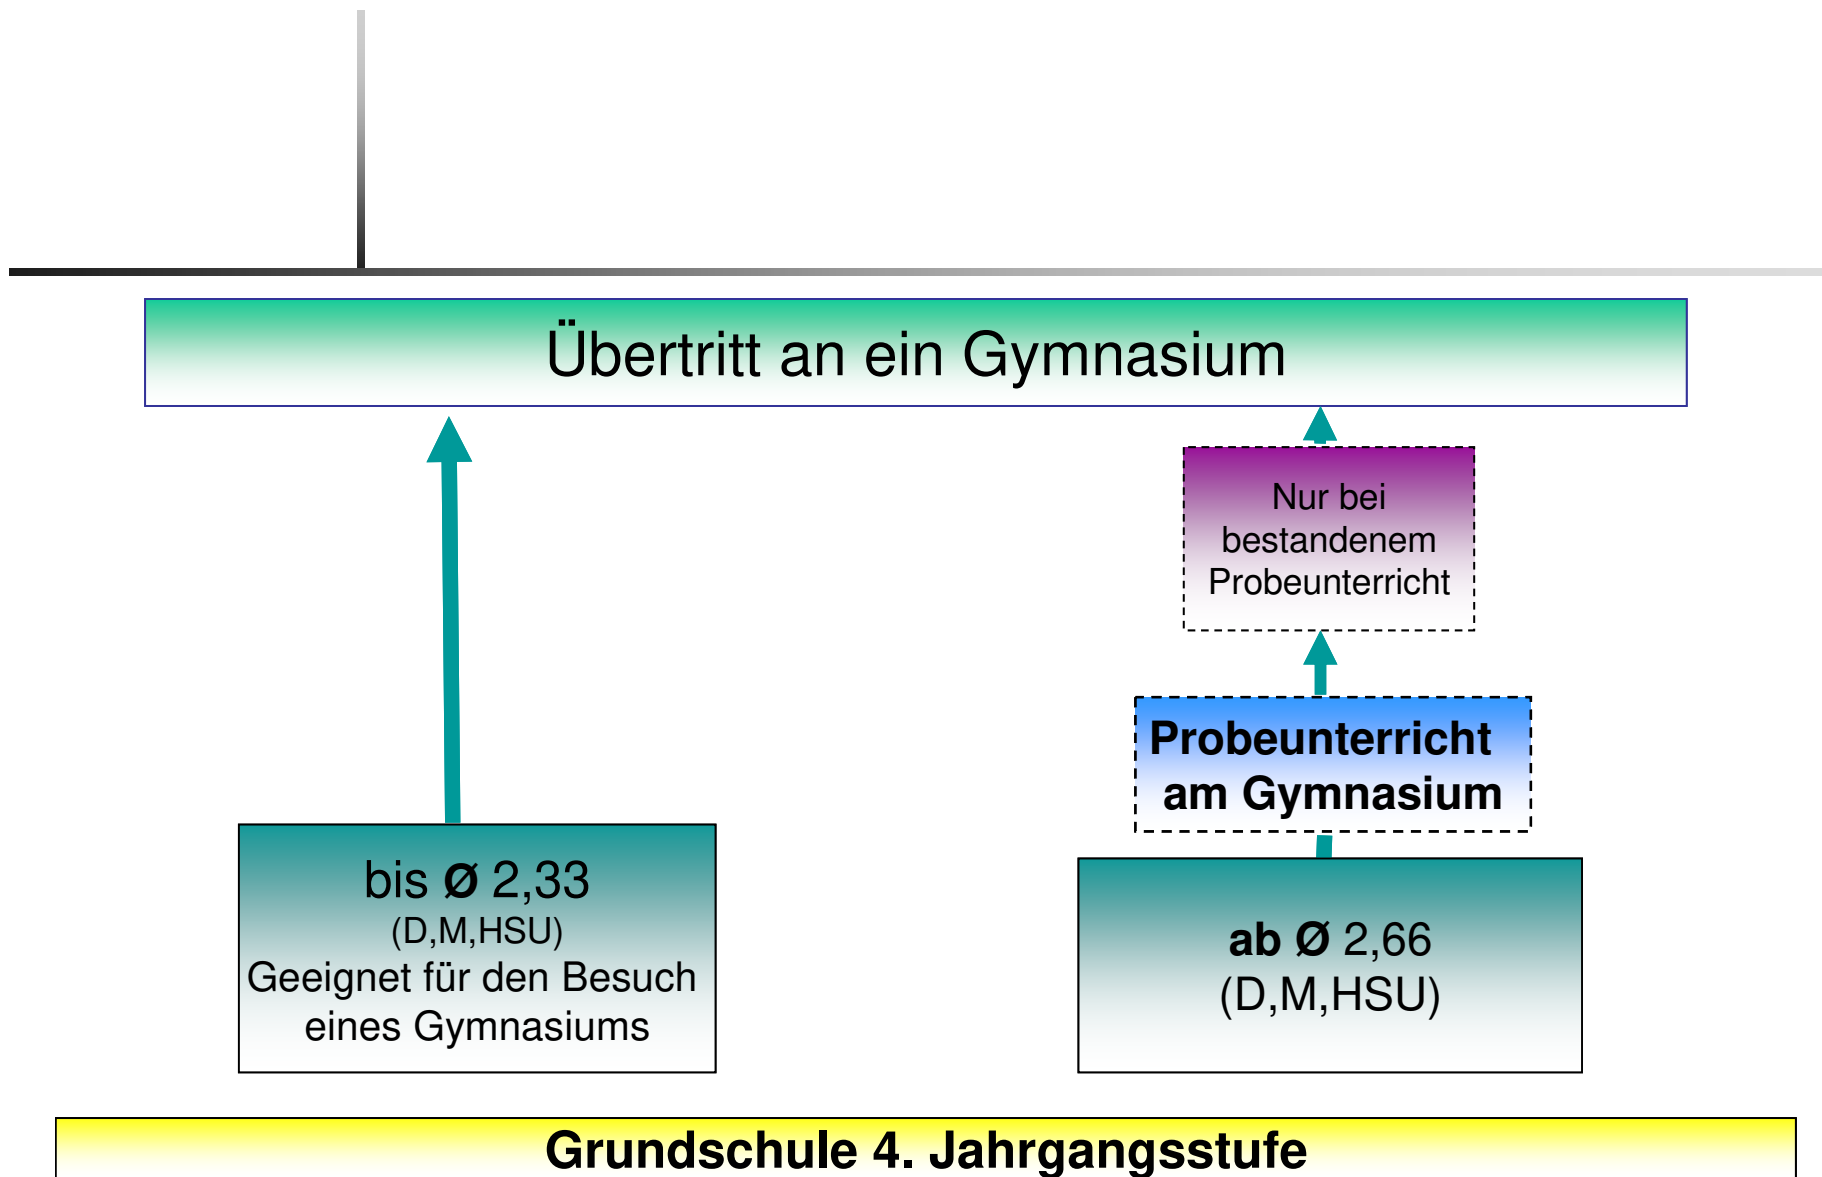 Übertritt an ein Gymnasium
Nur bei
bestandenem
Probeunterricht
Probeunterricht
am Gymnasium
bis Ø 2,33
(D,M,HSU)
Geeignet für den Besuch
eines Gymnasiums
ab Ø 2,66
(D,M,HSU)
Grundschule 4. Jahrgangsstufe